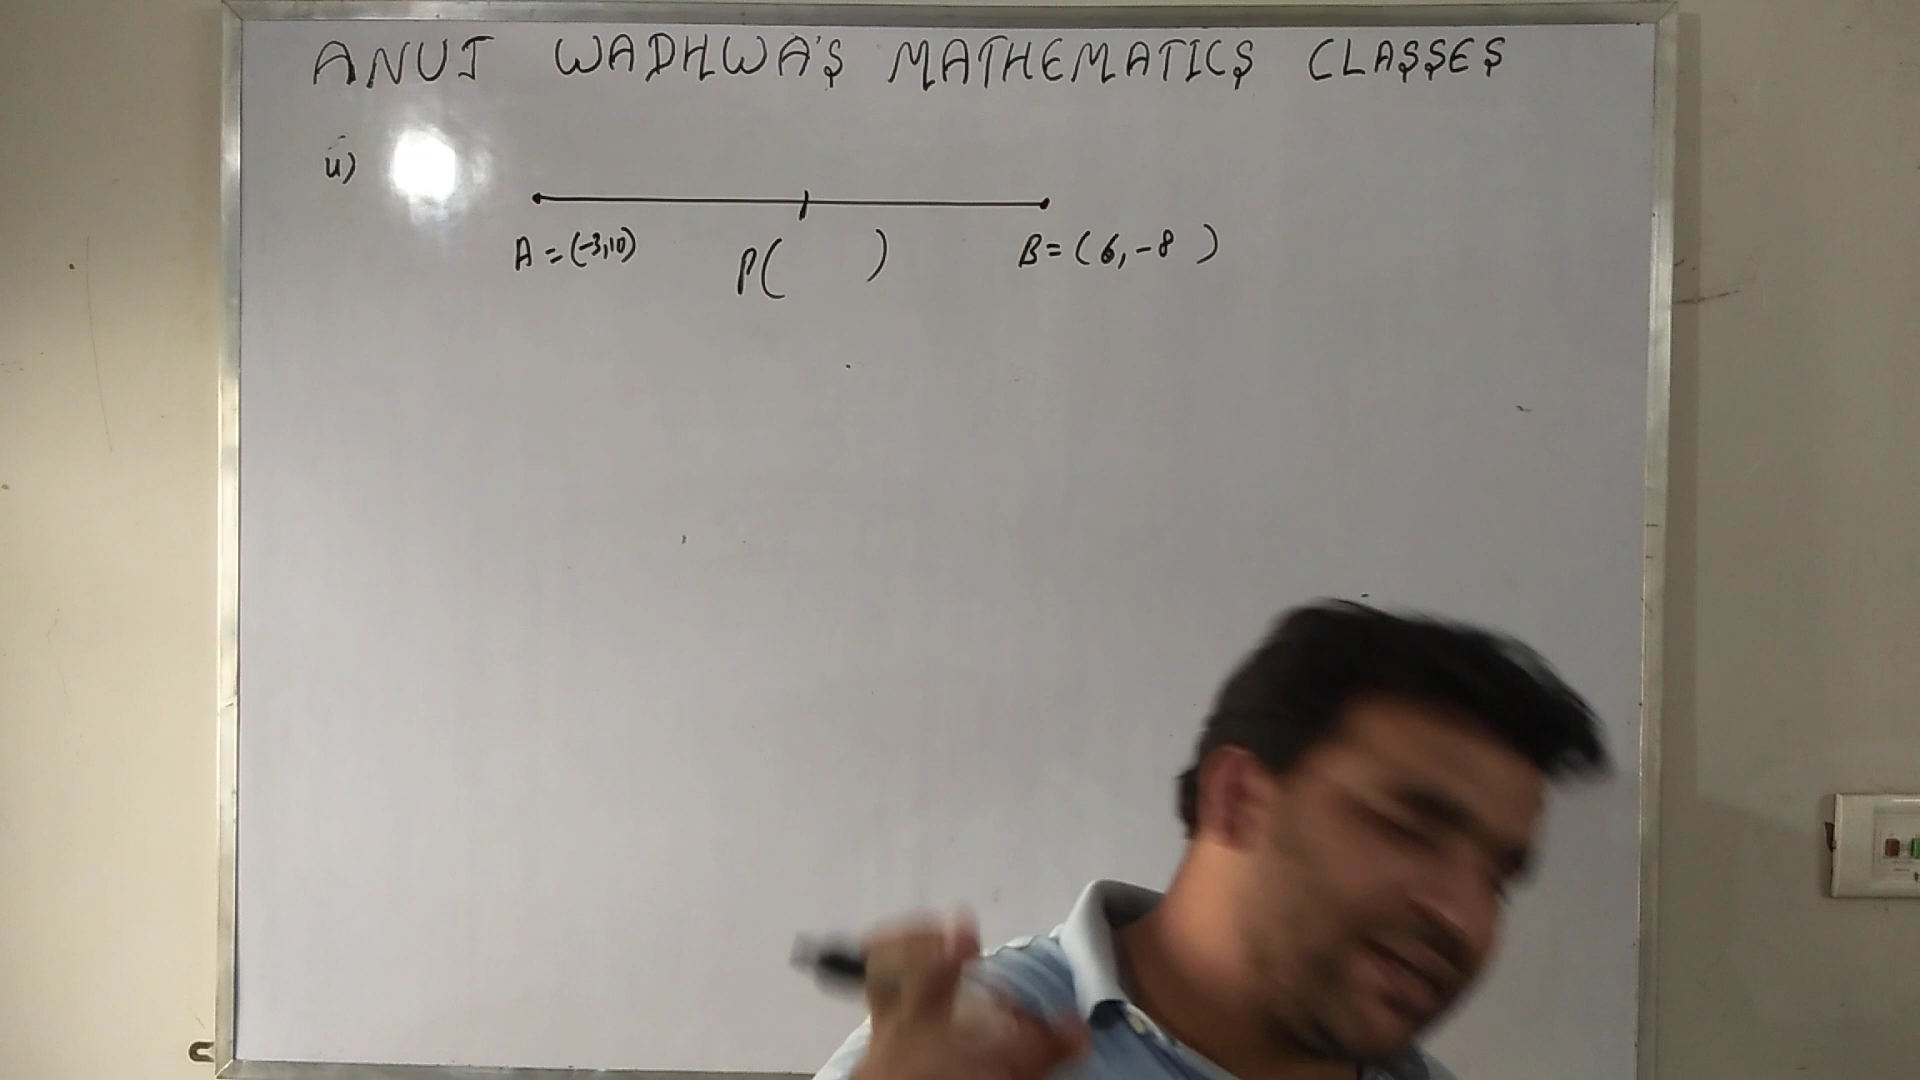 ANUJ WADHWA'S MATHEMATICS CLASSES
ii)
A = (-3,10) P( ) B = (6, -8 )